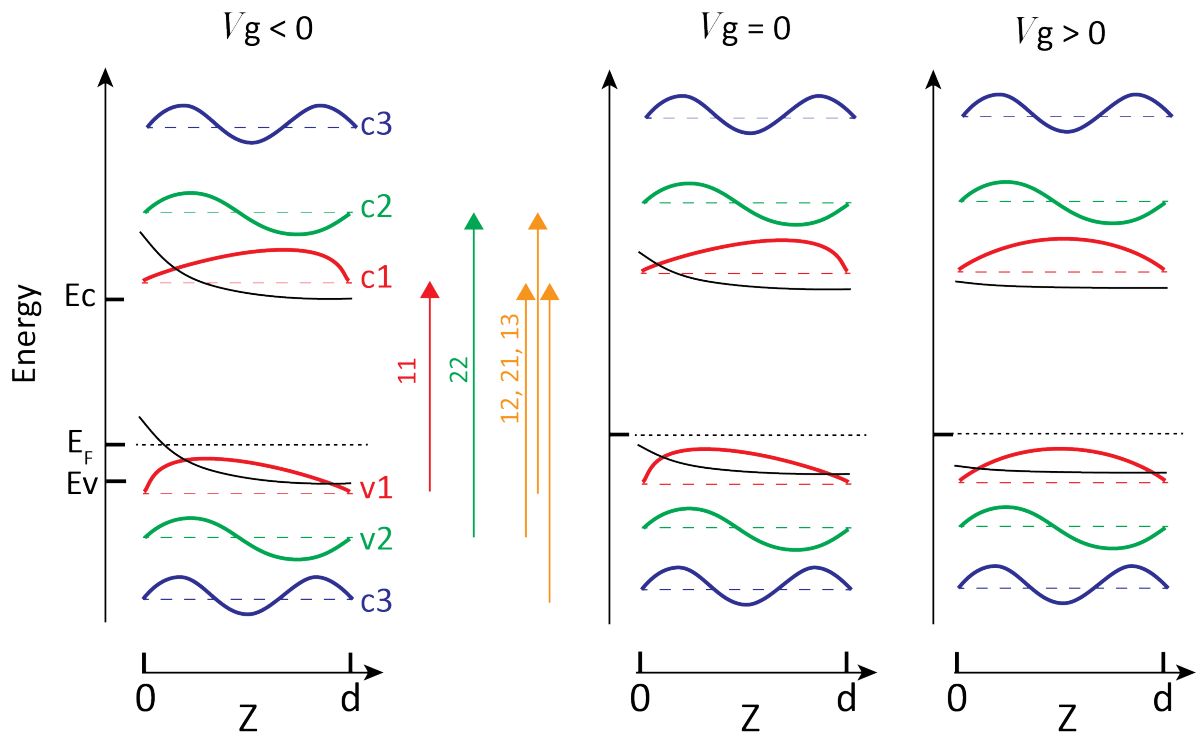 Vg < 0
Vg = 0
Vg > 0
Energy
c3
c2
c1
Ec
11
22
12, 21, 13
EF
Ev
v1
v2
c3
0
d
Z
0
d
Z
0
d
Z